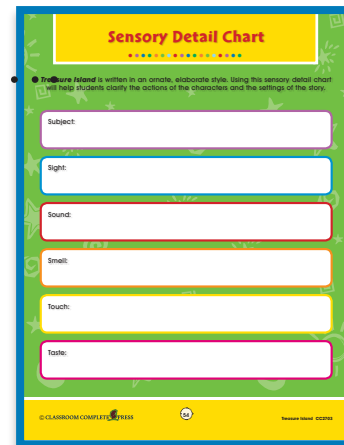 Sensory Detail Chart
Treasure Island is written in an ornate, elaborate style. Using this sensory detail chart
will help students clarify the actions of the characters and the settings of the story.
Subject:
Sight:
Sound:
Smell:
Touch:
Taste:
© CLASSROOM COMPLETE PRESS
54
Treasure Island CC2703